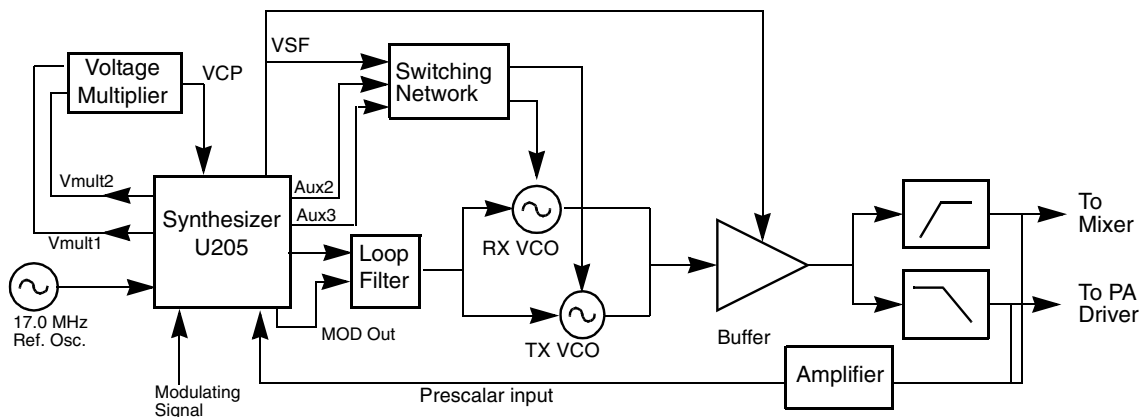 VSF
Voltage
Multiplier
VCP
Switching
Network
Vmult2
Aux2
Synthesizer
U205
Aux3
Vmult1
RX VCO
Loop
Filter
To
Mixer
17.0 MHz
Ref. Osc.
MOD Out
TX VCO
Buffer
To PA
Driver
Modulating
Signal
Prescalar input
Amplifier